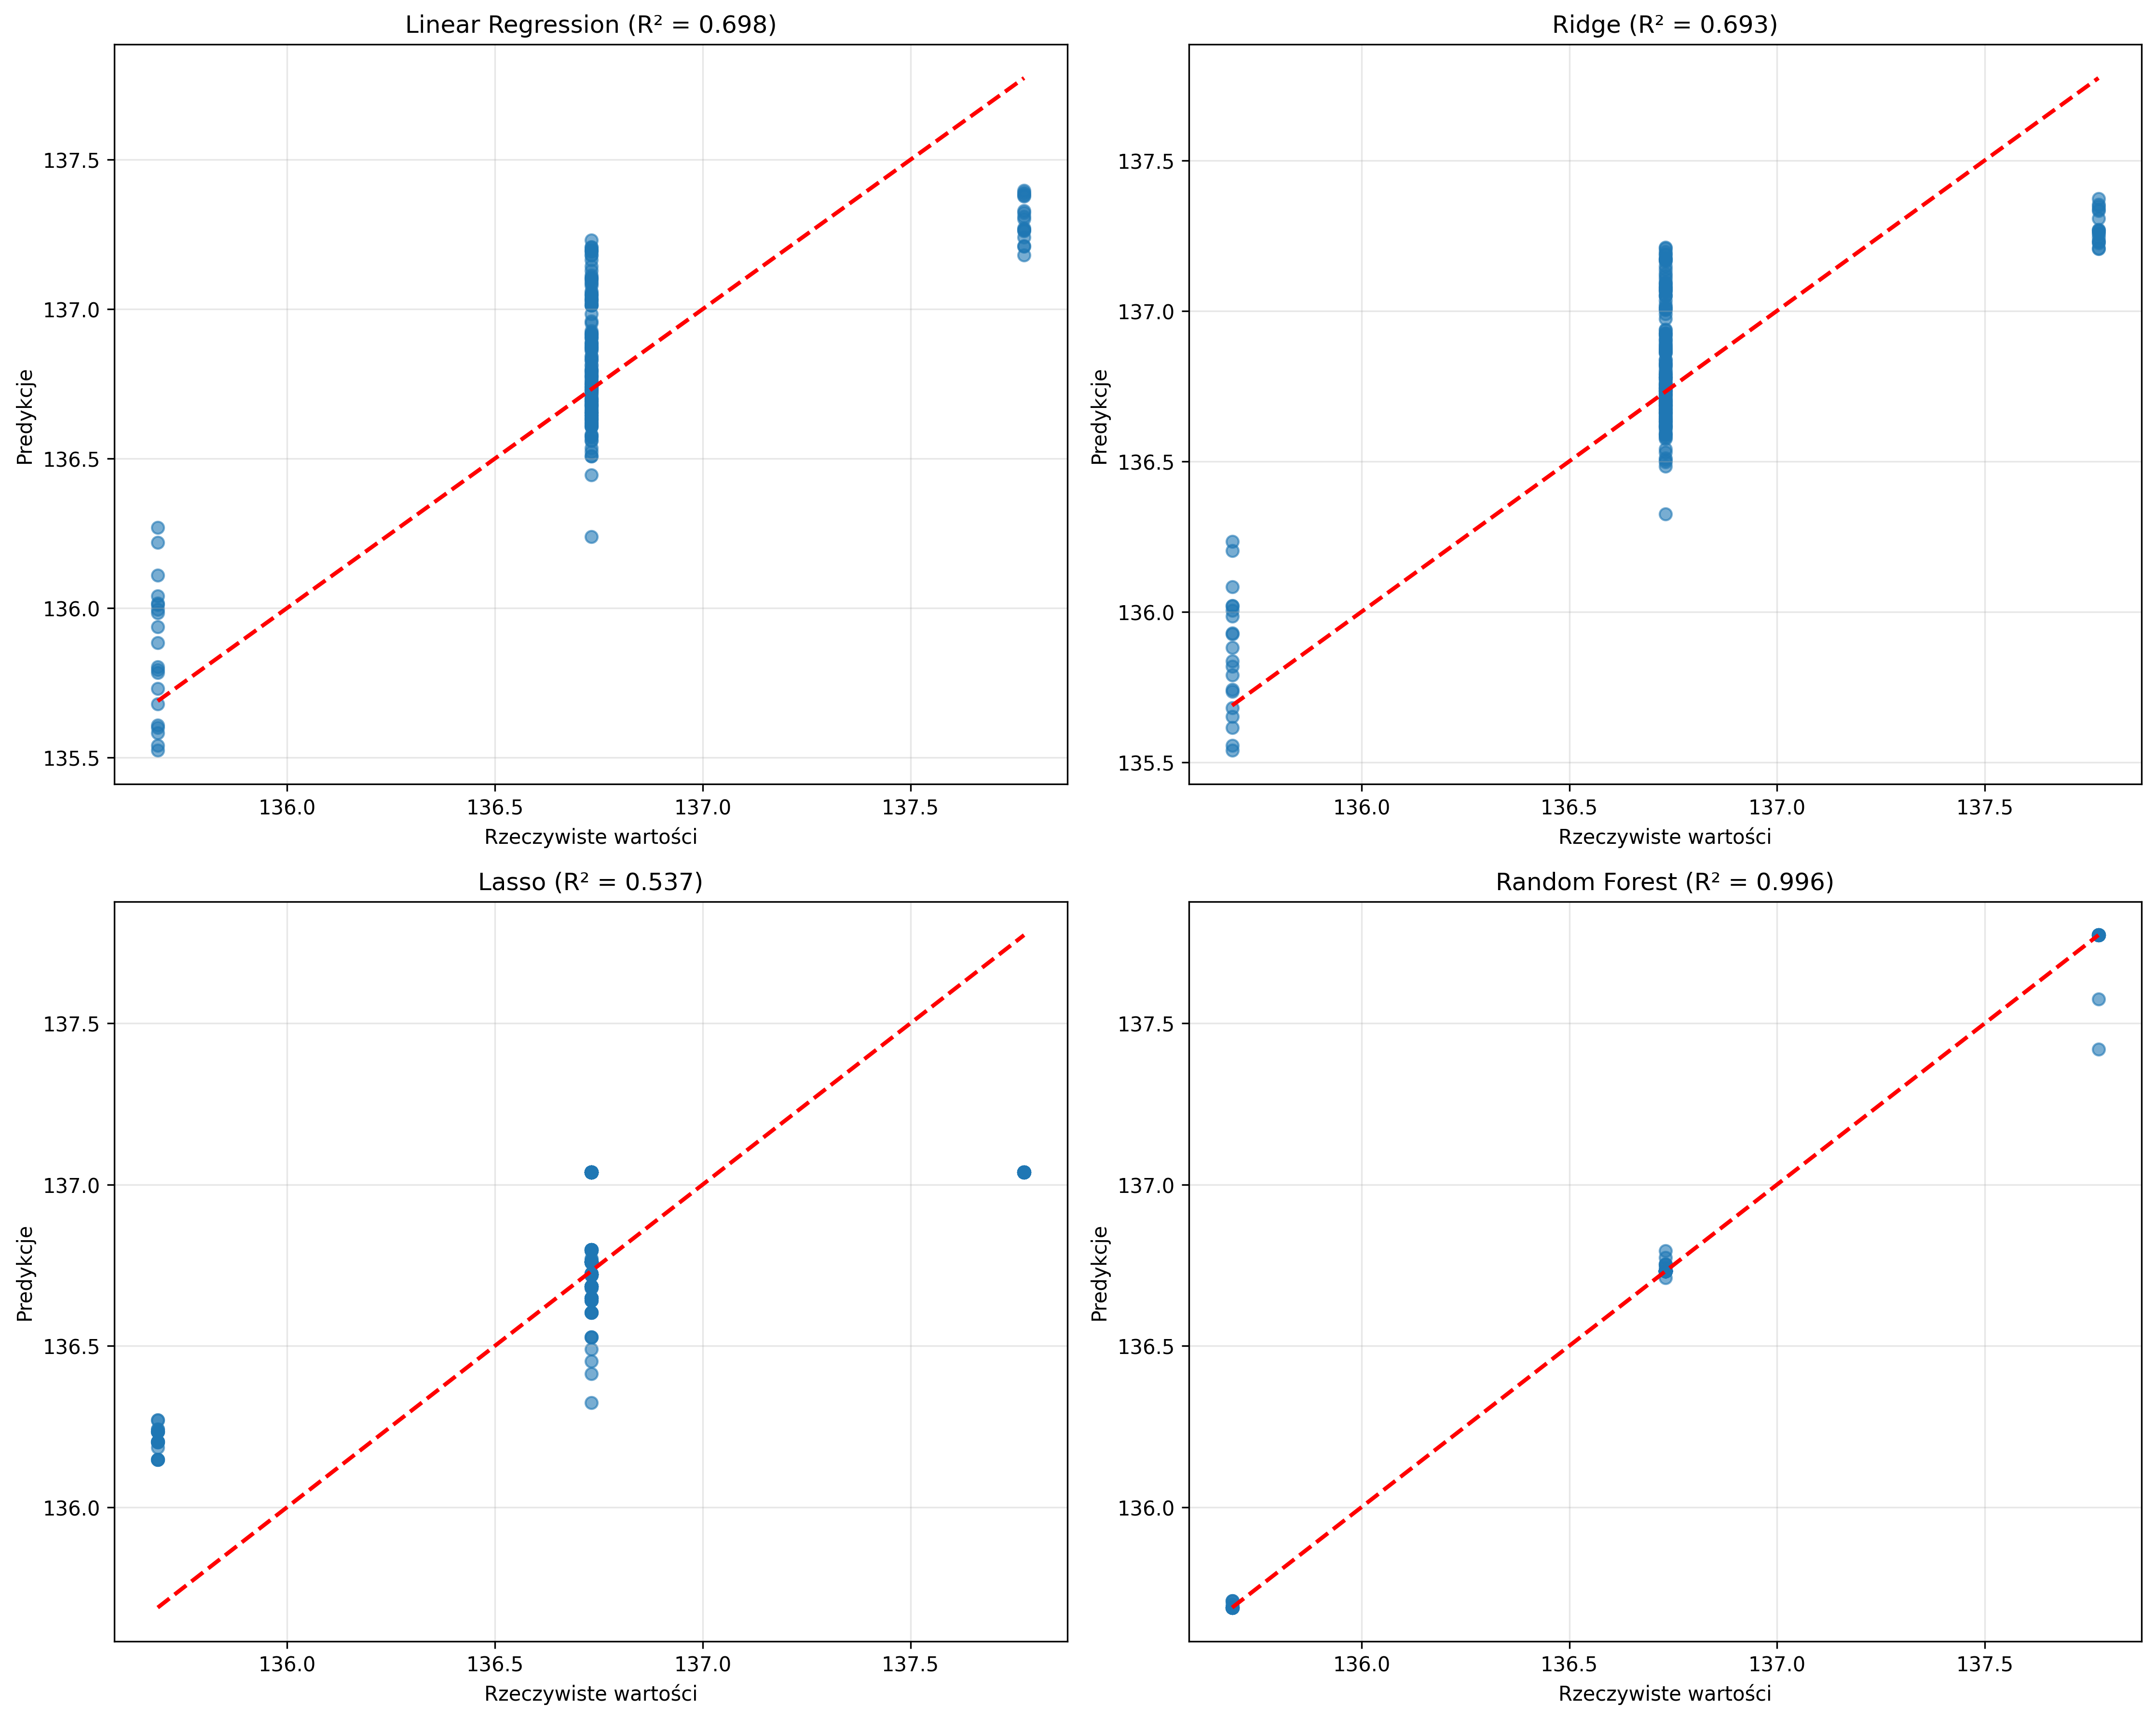 Linear Regression (R² = 0.698)
Predykcje
137.5
137.0
136.5
136.0
135.5
136.0 136.5 137.0 137.5
Rzeczywiste wartości
Ridge (R² = 0.693)
Predykcje
137.5
137.0
136.5
136.0
135.5
136.0 136.5 137.0 137.5
Rzeczywiste wartości
Lasso (R² = 0.537)
Predykcje
137.5
137.0
136.5
136.0
136.0 136.5 137.0 137.5
Rzeczywiste wartości
Random Forest (R² = 0.996)
Predykcje
137.5
137.0
136.5
136.0
136.0 136.5 137.0 137.5
Rzeczywiste wartości